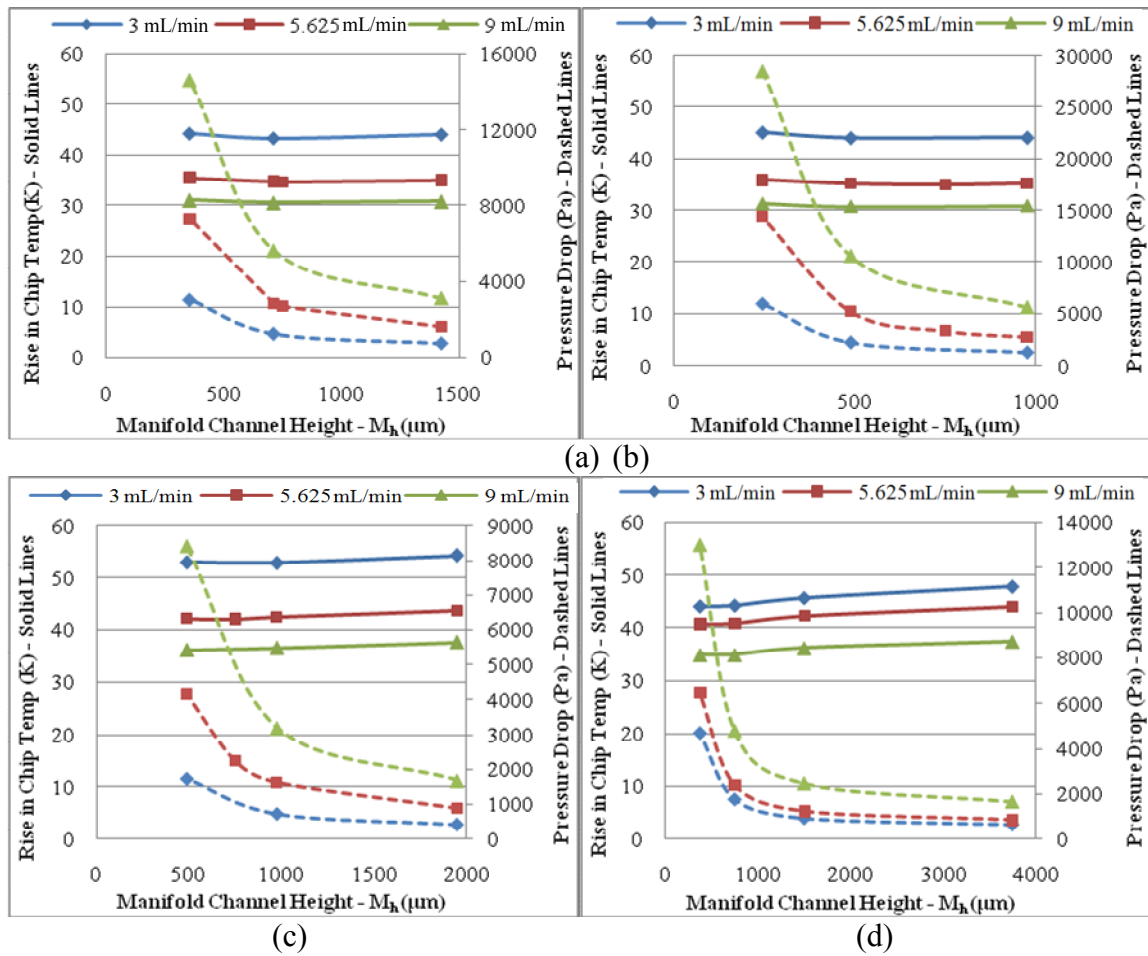 3 mL/min 5.625 mL/min 9 mL/min
60 50 40 30 20 10 0
Rise in Chip Temp (K) - Solid Lines
16000 12000 8000 4000 0
Pressure Drop (Pa) - Dashed Lines
0 500 1000 1500
Manifold Channel Height - Mh (µm)
3 mL/min 5.625 mL/min 9 mL/min
60 50 40 30 20 10 0
Rise in Chip Temp (K) - Solid Lines
30000 25000 20000 15000 10000 5000 0
Pressure Drop (Pa) - Dashed Lines
0 500 1000
Manifold Channel Height - Mh (µm)
(a) (b)
3 mL/min 5.625 mL/min 9 mL/min
60 50 40 30 20 10 0
Rise in Chip Temp (K) - Solid Lines
9000 8000 7000 6000 5000 4000 3000 2000 1000 0
Pressure Drop (Pa) - Dashed Lines
0 500 1000 1500 2000
Manifold Channel Height - Mh (µm)
3 mL/min 5.625 mL/min 9 mL/min
60 50 40 30 20 10 0
Rise in Chip Temp (K) - Solid Lines
14000 12000 10000 8000 6000 4000 2000 0
Pressure Drop (Pa) - Dashed Lines
0 1000 2000 3000 4000
Manifold Channel Height - Mh (µm)
(c) (d)